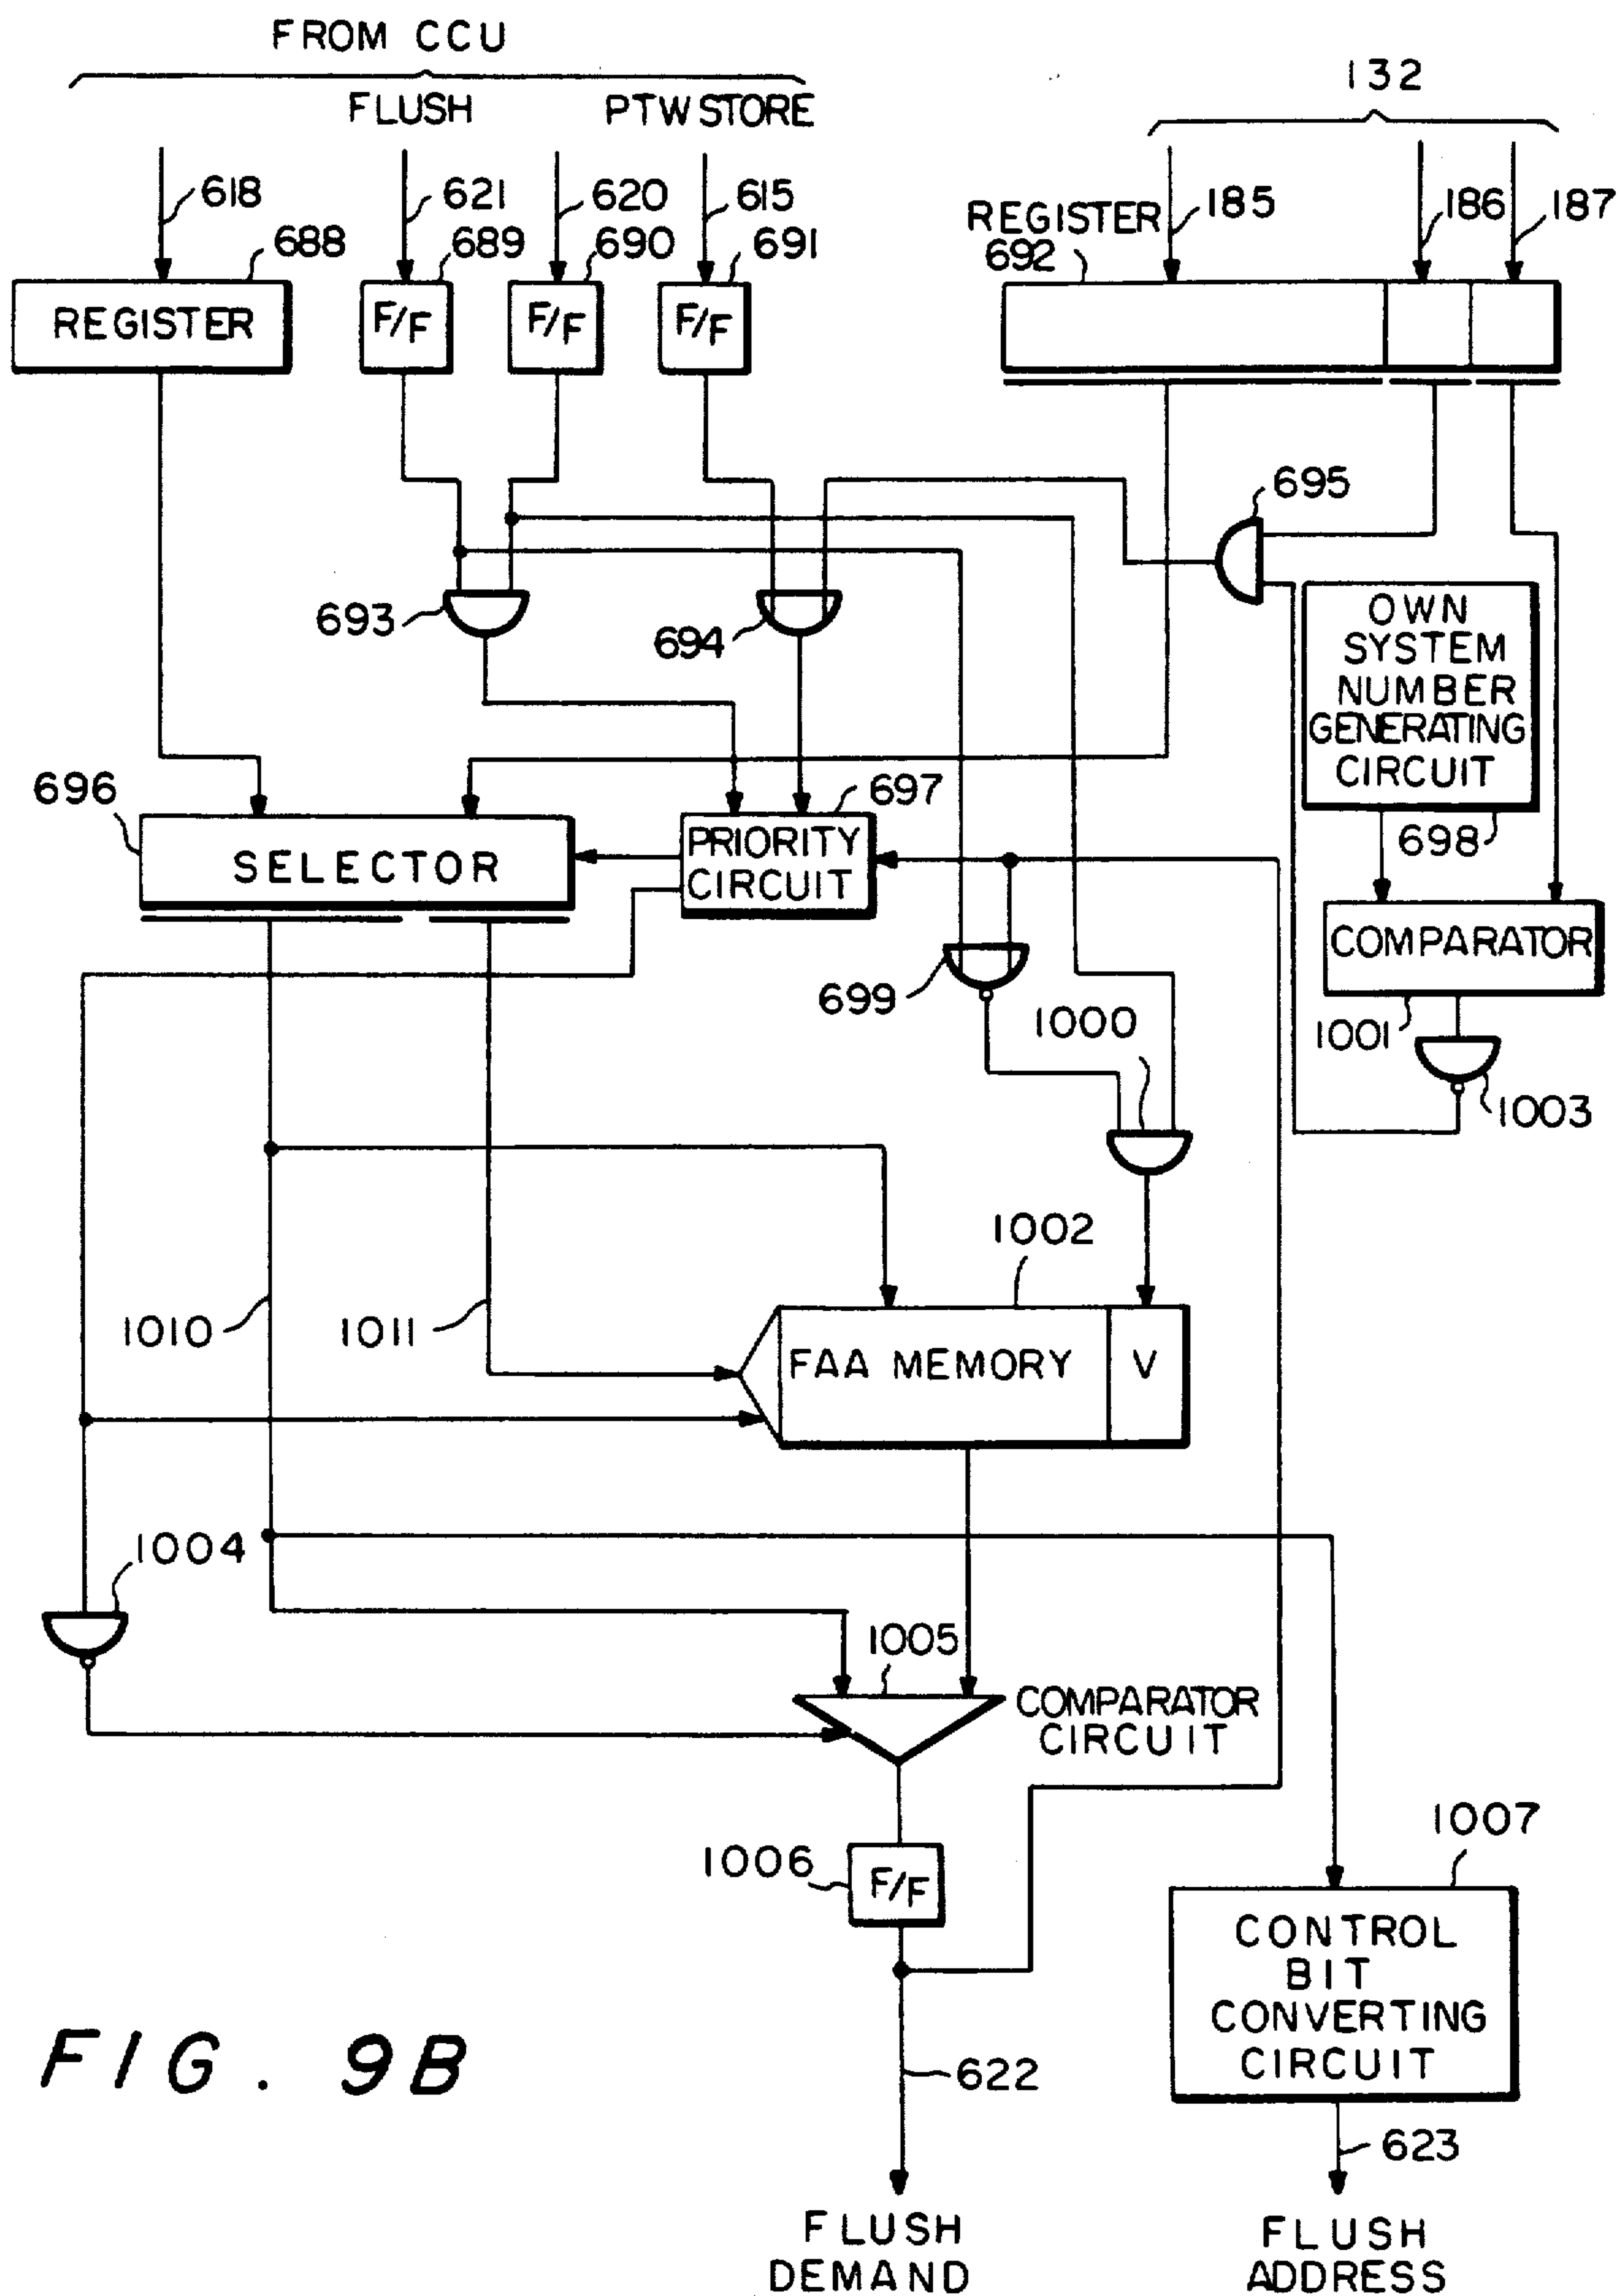 FROM CCU
132
FLUSH
PTW STORE
618
621
620
615
REGISTER
185
186
187
688
689
690
691
692
REGISTER
F/F
F/F
F/F
695
693
694
OWN
SYSTEM
NUMBER
GENERATING
CIRCUIT
696
697
698
SELECTOR
PRIORITY
CIRCUIT
COMPARATOR
699
1000
1001
1003
1002
1010
1011
FAA MEMORY
V
1004
1005
COMPARATOR
CIRCUIT
1006
F/F
1007
CONTROL
BIT
CONVERTING
CIRCUIT
FIG. 9B
622
623
FLUSH
DEMAND
FLUSH
ADDRESS